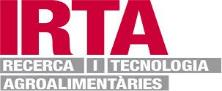 IRTA
RECERCA I TECNOLOGIA
AGROALIMENTÀRIES